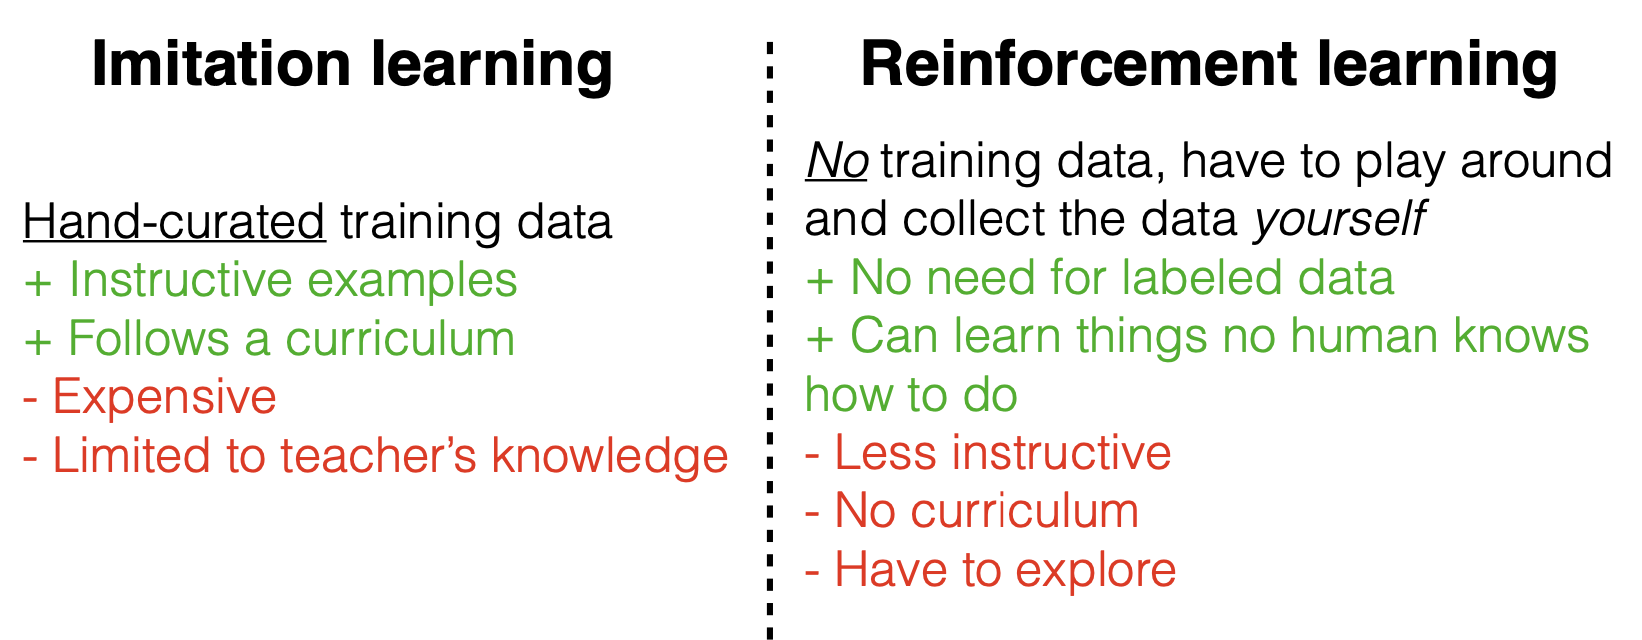 Imitation learning
Hand-curated training data
+ Instructive examples
+ Follows a curriculum
- Expensive
- Limited to teacher’s knowledge
Reinforcement learning
No training data, have to play around
and collect the data yourself
+ No need for labeled data
+ Can learn things no human knows
how to do
- Less instructive
- No curriculum
- Have to explore